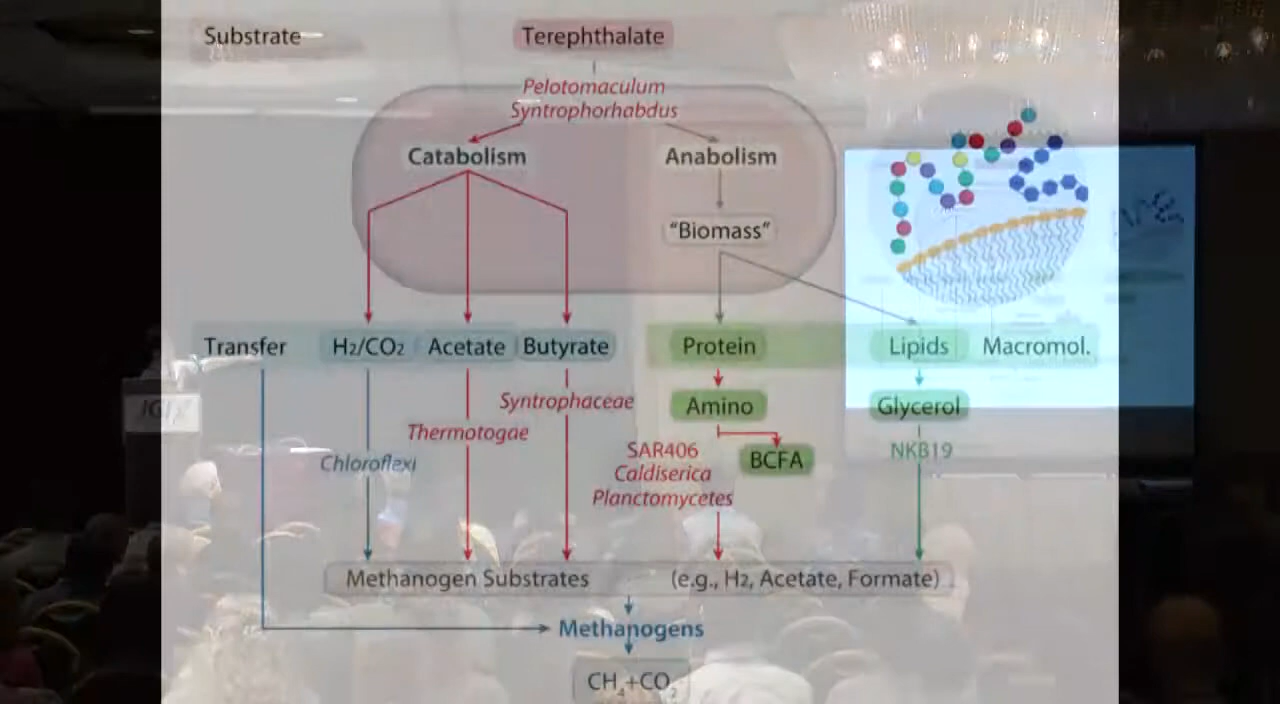 Substrate
Terephthalate
Pelotomaculum
Syntrophorhabdus
Catabolism
Anabolism
“Biomass”
Transfer
H2/CO2
Acetate
Butyrate
Protein
Lipids
Macromol.
Syntrophaceae
Amino
Glycerol
Thermotogae
SAR406
BCFA
NKB19
Chloroflexi
Caldiserica
Planctomycetes
Methanogen Substrates
(e.g., H2, Acetate, Formate)
Methanogens
CH4+CO2